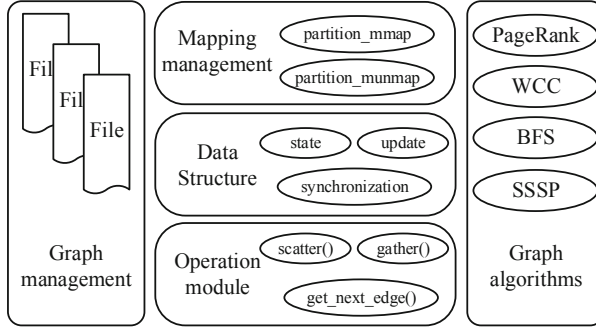 Fil
Fil
File
Graph
management
Mapping
management
partition_mmap
partition_munmap
Data
Structure
state
update
synchronization
Operation
module
scatter()
gather()
get_next_edge()
PageRank
WCC
BFS
SSSP
Graph
algorithms